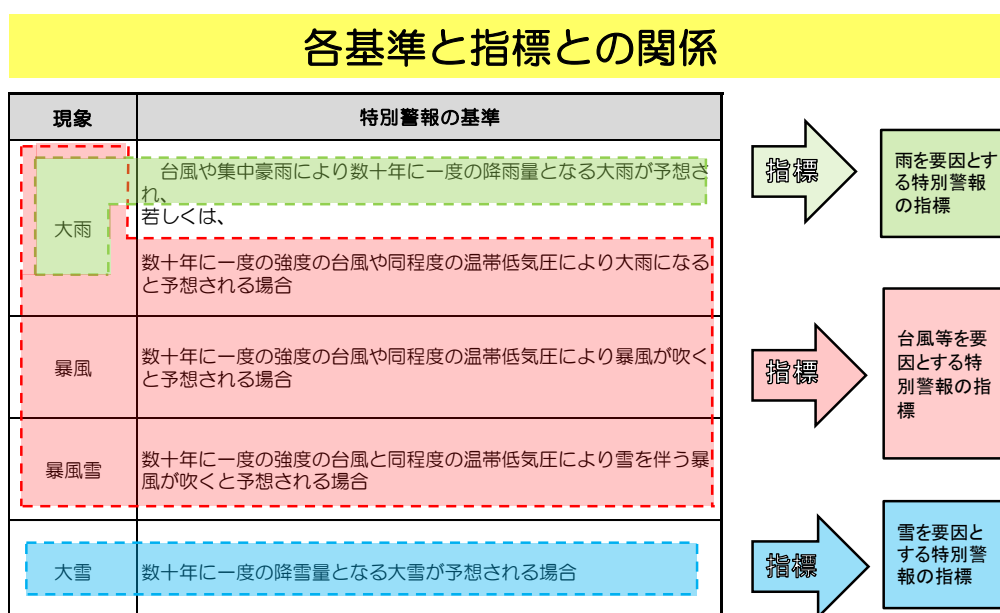 各基準と指標との関係
現象
特別警報の基準
大雨
台風や集中豪雨により数十年に一度の降雨量となる大雨が予想さ
れ、
若しくは、
数十年に一度の強度の台風や同程度の温帯低気圧により大雨になる
と予想される場合
指標
雨を要因とす
る特別警報
の指標
暴風
数十年に一度の強度の台風や同程度の温帯低気圧により暴風が吹く
と予想される場合
指標
台風等を要
因とする特
別警報の指
標
暴風雪
数十年に一度の強度の台風と同程度の温帯低気圧により雪を伴う暴
風が吹くと予想される場合
大雪
数十年に一度の降雪量となる大雪が予想される場合
指標
雪を要因と
する特別警
報の指標